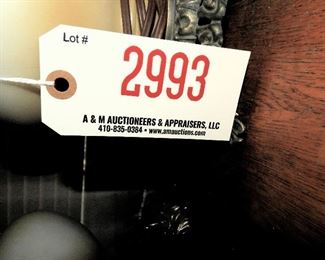 Lot #
2993
A & M AUCTIONEERS & APPRAISERS, LLC
410-835-0384 • www.amauctions.com